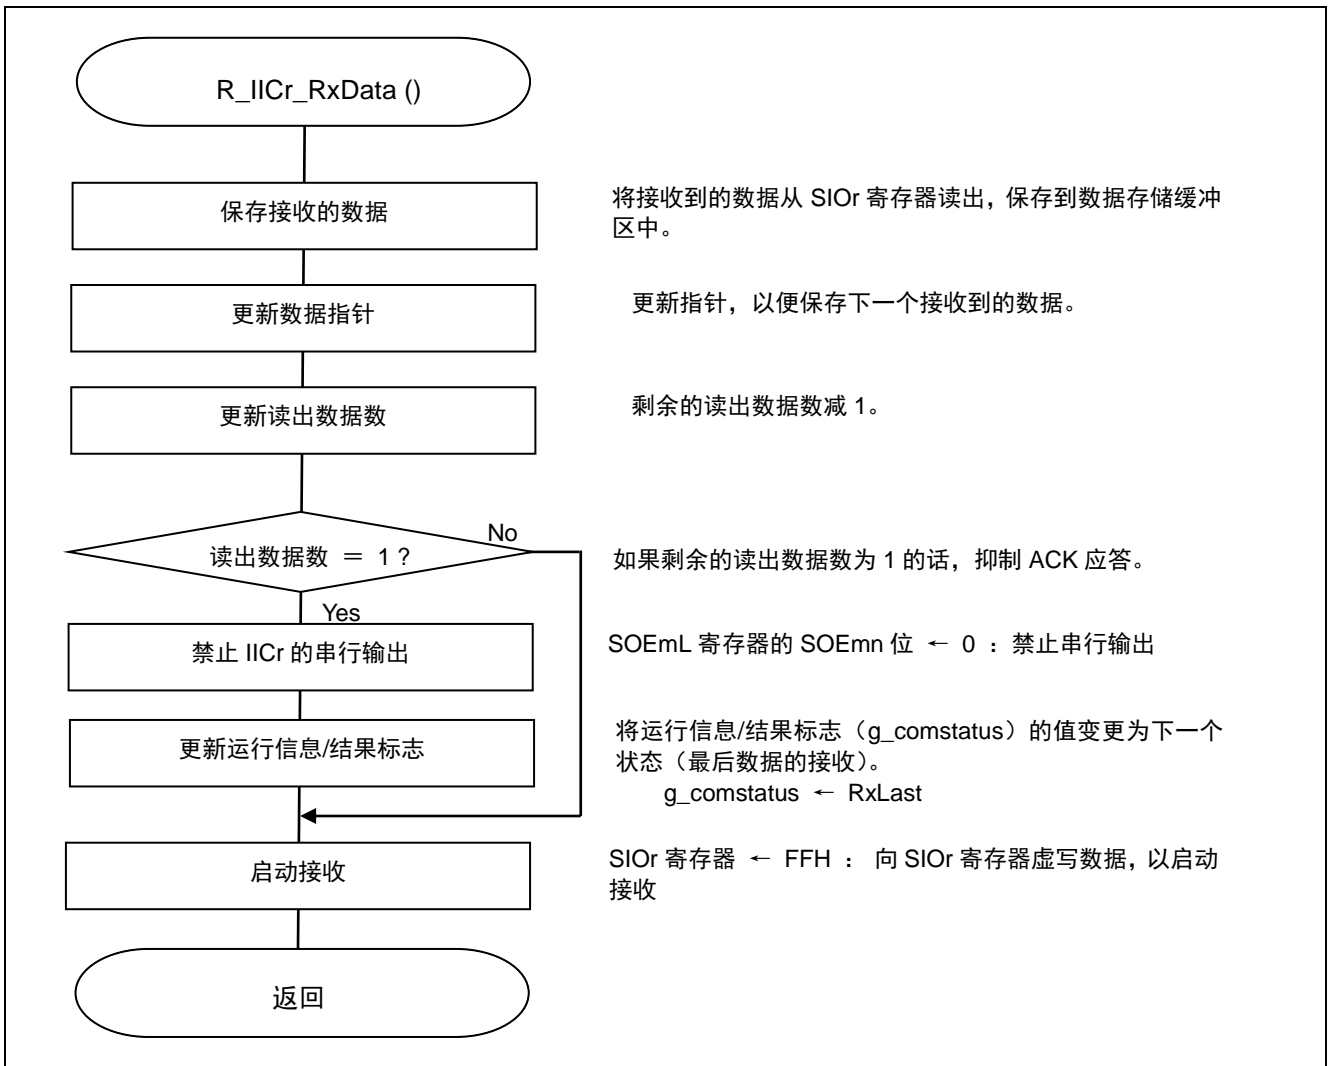 R_IICr_RxData ()
保存接收的数据
将接收到的数据从 SIOr 寄存器读出，保存到数据存储缓冲
区中。
更新数据指针
更新指针，以便保存下一个接收到的数据。
更新读出数据数
剩余的读出数据数减 1。
读出数据数 ＝ 1？
No
如果剩余的读出数据数为 1 的话，抑制 ACK 应答。
Yes
禁止 IICr 的串行输出
SOEmL 寄存器的 SOEmn 位 ← 0 ：禁止串行输出
更新运行信息/结果标志
将运行信息/结果标志（g_comstatus）的值变更为下一个
状态（最后数据的接收）。
g_comstatus ← RxLast
启动接收
SIOr 寄存器 ← FFH ： 向 SIOr 寄存器虚写数据，以启动
接收
返回